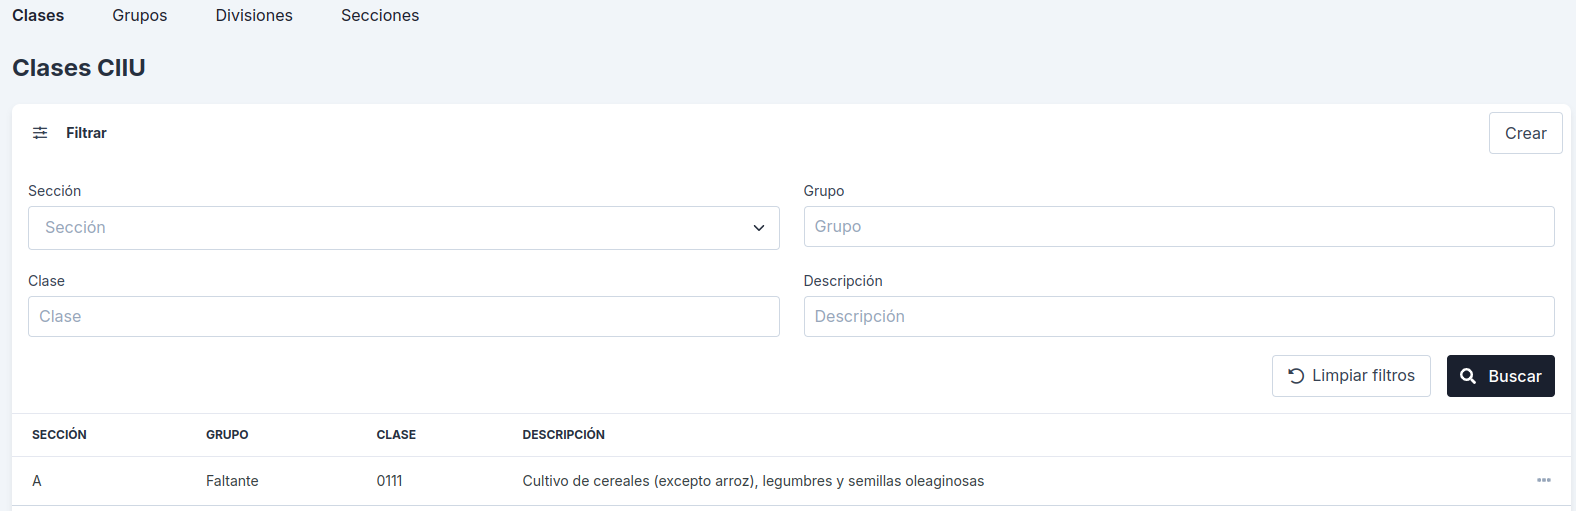 Clases Grupos Divisiones Secciones
Clases CIIU
Filtrar Crear
Sección Grupo
Sección Grupo
Clase Descripción
Clase Descripción
Limpiar filtros Buscar
SECCIÓN GRUPO CLASE DESCRIPCIÓN
A Faltante 0111 Cultivo de cereales (excepto arroz), legumbres y semillas oleaginosas